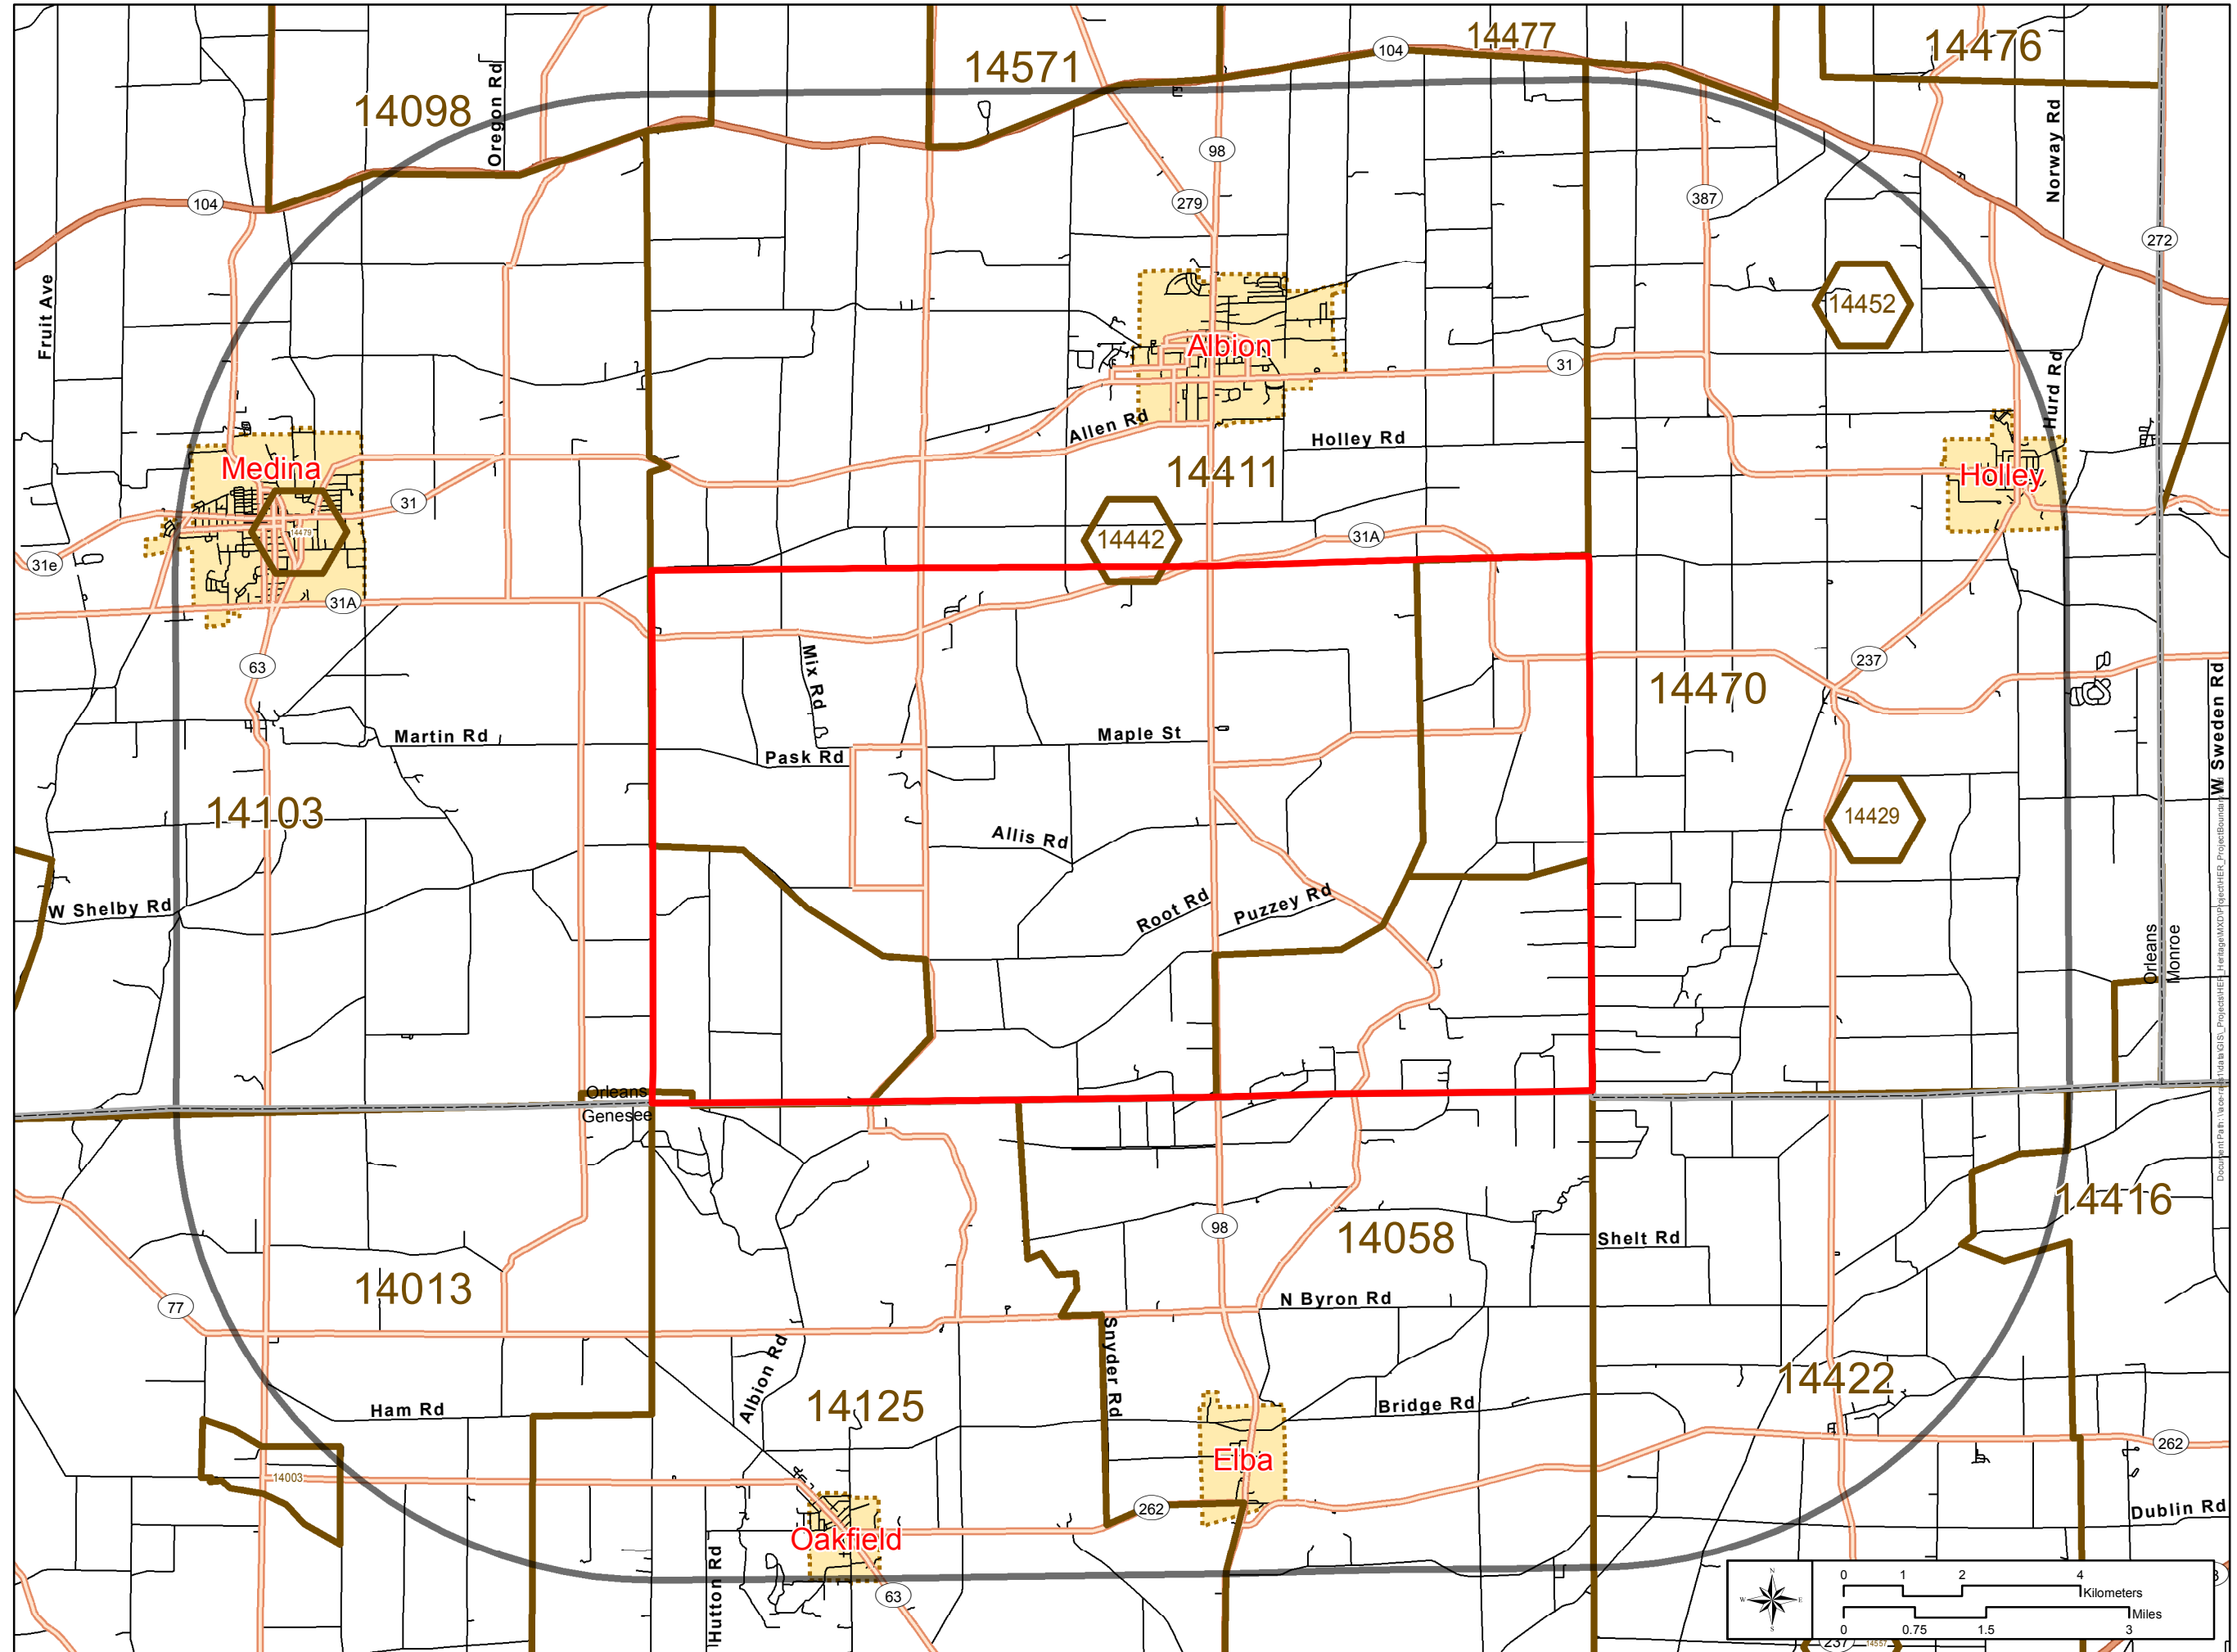 14571
14477
14476
104
14098
Oregon Rd
Norway Rd
98
104
279
387
272
Fruit Ave
14452
Albion
31
Hurd Rd
Allen Rd
Holley Rd
Medina
14411
Holley
31
14479
14442
31A
31e
31A
63
Mix Rd
237
14470
W Sweden Rd
Martin Rd
Maple St
Pask Rd
14103
14429
Allis Rd
W Shelby Rd
Root Rd
Puzzey Rd
Orleans
Monroe
Orleans
Genesee
14416
98
14058
Shelt Rd
14013
77
N Byron Rd
Snyder Rd
Albion Rd
14422
14125
Ham Rd
Bridge Rd
262
Elba
14003
262
Dublin Rd
Oakfield
Hutton Rd
63
N
W E
S
0 1 2 4
Kilometers
Miles
0 0.75 1.5 3
237
14557